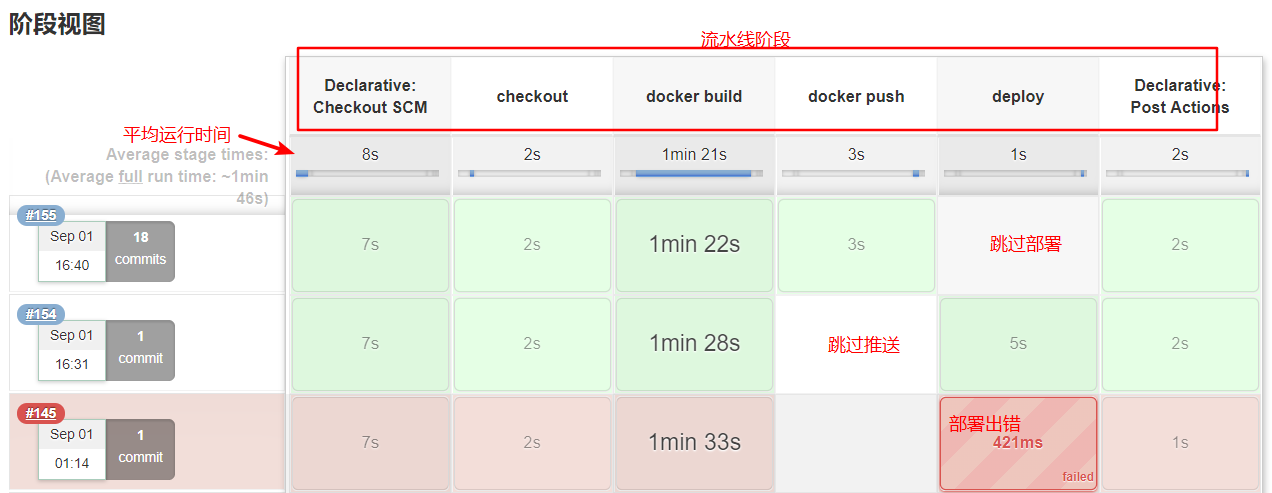 阶段视图
流水线阶段
Declarative:
Checkout SCM
checkout
docker build
docker push
deploy
Declarative:
Post Actions
平均运行时间
Average stage times:
(Average full run time: ~1min
46s)
8s
2s
1min 21s
3s
1s
2s
#155
Sep 01
16:40
18
commits
7s
2s
1min 22s
3s
跳过部署
2s
#154
Sep 01
16:31
1
commit
7s
2s
1min 28s
跳过推送
5s
2s
#145
Sep 01
01:14
1
commit
7s
2s
1min 33s
部署出错
421ms
failed
1s